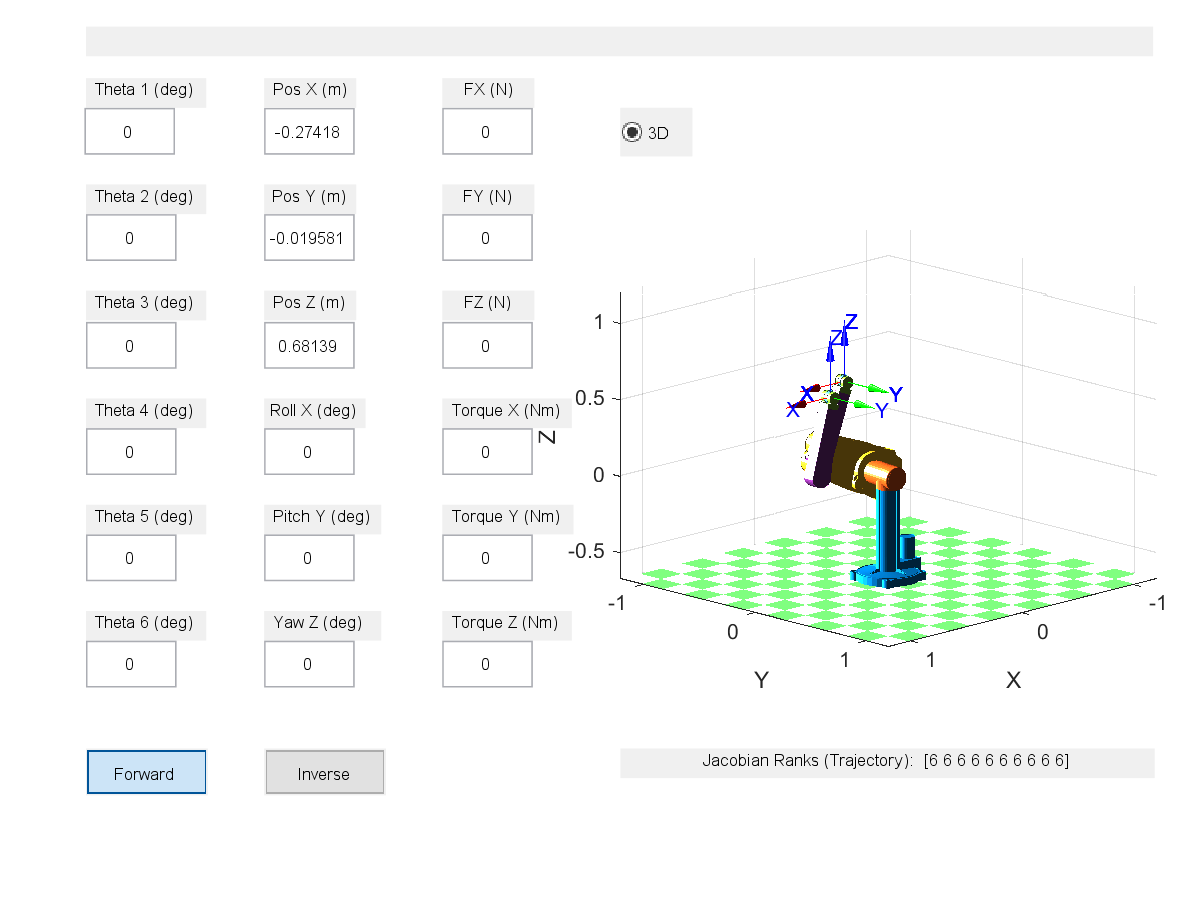 Theta 1 (deg)
Pos X (m)
FX (N)
0
-0.27418
0
3D
Theta 2 (deg)
Pos Y (m)
FY (N)
0
-0.019581
0
Theta 3 (deg)
Pos Z (m)
FZ (N)
0
0.68139
0
Theta 4 (deg)
Roll X (deg)
Torque X (Nm)
0
0
0
Theta 5 (deg)
Pitch Y (deg)
Torque Y (Nm)
0
0
0
Theta 6 (deg)
Yaw Z (deg)
Torque Z (Nm)
0
0
0
Forward
Inverse
1
0.5
0
-0.5
Z
Z
Z
X
Y
X
Y
-1
0
1
Y
1
0
-1
X
Jacobian Ranks (Trajectory): [6 6 6 6 6 6 6 6 6 6]